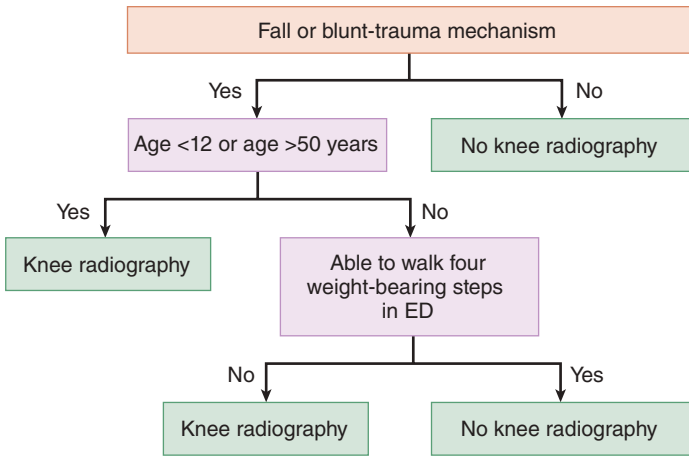 Fall or blunt-trauma mechanism
Yes
No
Age <12 or age >50 years
No knee radiography
Yes
No
Knee radiography
Able to walk four
weight-bearing steps
in ED
No
Yes
Knee radiography
No knee radiography